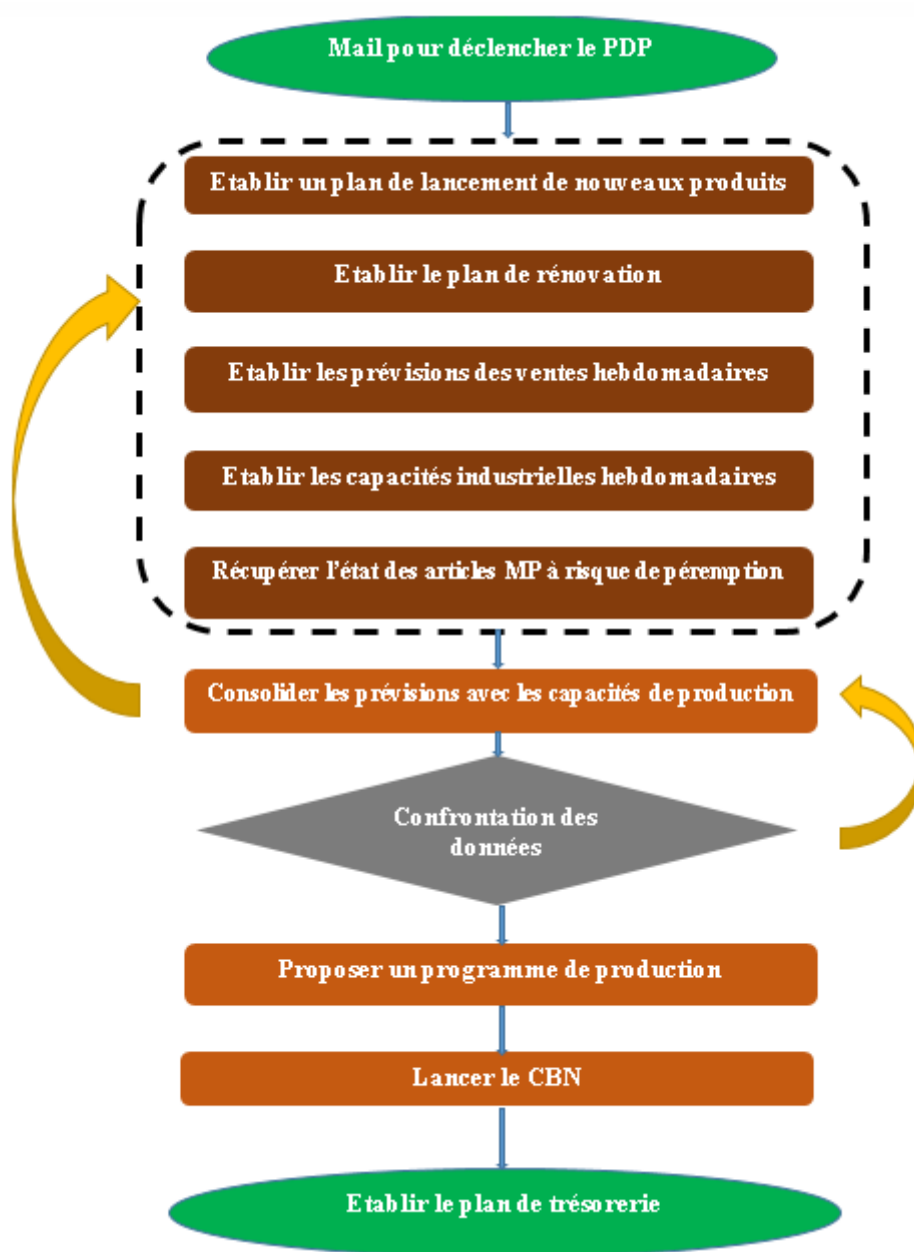 Mail pour déclencher le PDP
Etablir un plan de lancement de nouveaux produits
Etablir le plan de rénovation
Etablir les prévisions des ventes hebdomadaires
Etablir les capacités industrielles hebdomadaires
Récupérer l'état des articles MP à risque de péremption
Consolider les prévisions avec les capacités de production
Confrontation des
données
Proposer un programme de production
Lancer le CBN
Etablir le plan de trésorerie